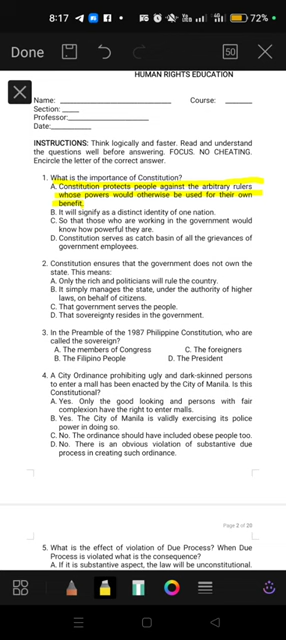 8:17
72%
Done
50
HUMAN RIGHTS EDUCATION
Name: ______ Course: ______
Section: ____
Professor: ______
Date: ______
INSTRUCTIONS: Think logically and faster. Read and understand
the questions well before answering. FOCUS. NO CHEATING.
Encircle the letter of the correct answer.
1. What is the importance of Constitution?
A. Constitution protects people against the arbitrary rulers
whose powers would otherwise be used for their own
benefit.
B. It will signify as a distinct identity of one nation.
C. So that those who are working in the government would
know how powerful they are.
D. Constitution serves as catch basin of all the grievances of
government employees.
2. Constitution ensures that the government does not own the
state. This means:
A. Only the rich and politicians will rule the country.
B. It simply manages the state, under the authority of higher
laws, on behalf of citizens.
C. That government serves the people.
D. That sovereignty resides in the government.
3. In the Preamble of the 1987 Philippine Constitution, who are
called the sovereign?
A. The members of Congress C. The foreigners
B. The Filipino People D. The President
4. A City Ordinance prohibiting ugly and dark-skinned persons
to enter a mall has been enacted by the City of Manila. Is this
Constitutional?
A. Yes. Only the good looking and persons with fair
complexion have the right to enter malls.
B. Yes. The City of Manila is validly exercising its police
power in doing so.
C. No. The ordinance should have included obese people too.
D. No. There is an obvious violation of substantive due
process in creating such ordinance.
Page 2 of 20
5. What is the effect of violation of Due Process? When Due
Process is violated what is the consequence?
A. If it is substantive aspect, the law will be unconstitutional.